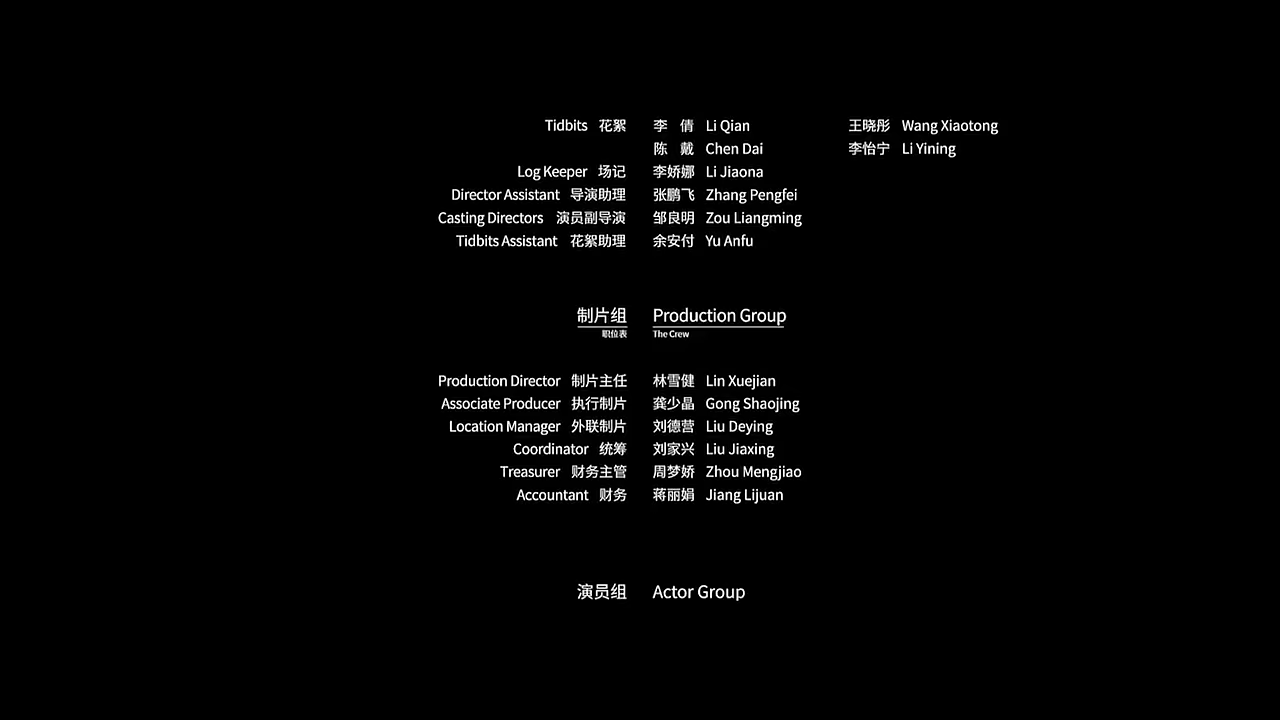 Tidbits 花絮 李 倩 Li Qian 王晓彤 Wang Xiaotong
陈 戴 Chen Dai 李怡宁 Li Yining
Log Keeper 场记 李娇娜 Li Jiaona
Director Assistant 导演助理 张鹏飞 Zhang Pengfei
Casting Directors 演员副导演 邹良明 Zou Liangming
Tidbits Assistant 花絮助理 余安付 Yu Anfu
制片组 Production Group
职位表 The Crew
Production Director 制片主任 林雪健 Lin Xuejian
Associate Producer 执行制片 龚少晶 Gong Shaojing
Location Manager 外联制片 刘德营 Liu Deying
Coordinator 统筹 刘家兴 Liu Jiaxing
Treasurer 财务主管 周梦娇 Zhou Mengjiao
Accountant 财务 蒋丽娟 Jiang Lijuan
演员组 Actor Group